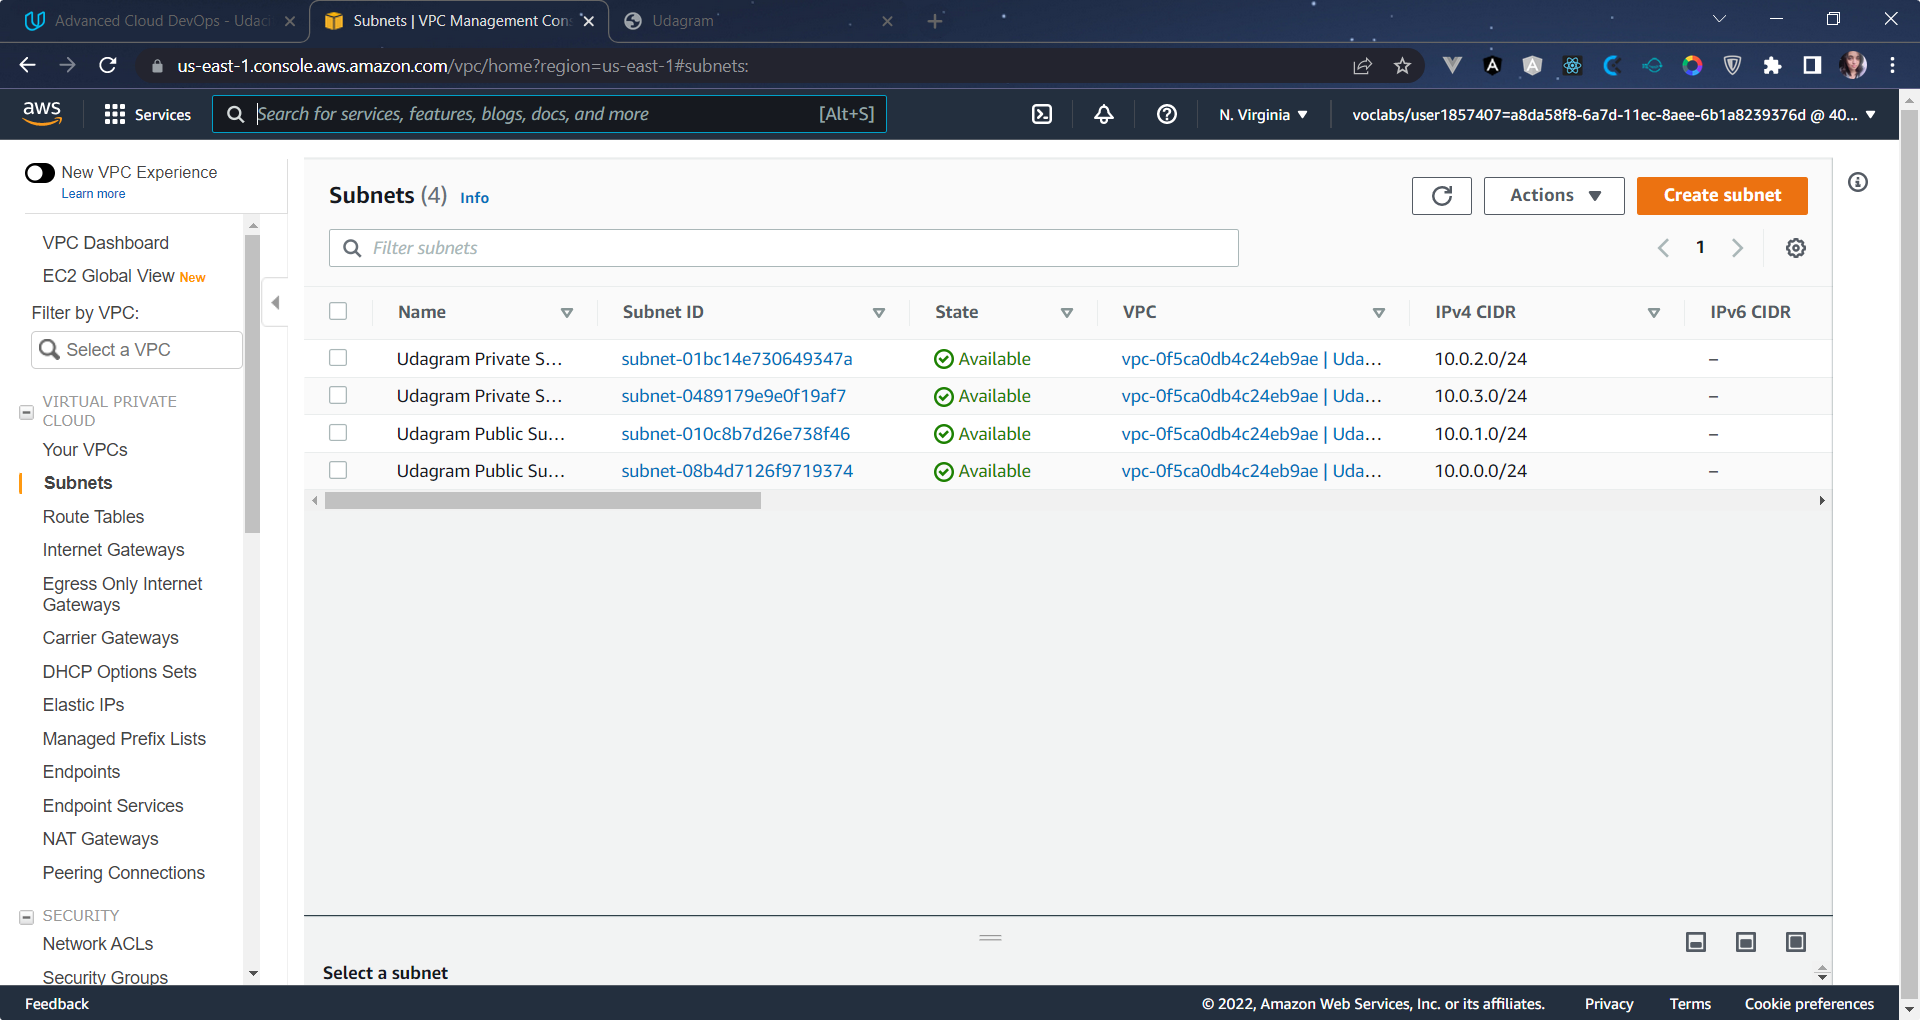 Advanced Cloud DevOps - Udac
Subnets | VPC Management Con
Udagram
us-east-1.console.aws.amazon.com/vpc/home?region=us-east-1#subnets:
aws
Services
Search for services, features, blogs, docs, and more
[Alt+S]
N. Virginia
voclabs/user1857407=a8da58f8-6a7d-11ec-8aee-6b1a8239376d @ 40...
New VPC Experience
Learn more
VPC Dashboard
EC2 Global View New
Filter by VPC:
Select a VPC
VIRTUAL PRIVATE
CLOUD
Your VPCs
Subnets
Route Tables
Internet Gateways
Egress Only Internet
Gateways
Carrier Gateways
DHCP Options Sets
Elastic IPs
Managed Prefix Lists
Endpoints
Endpoint Services
NAT Gateways
Peering Connections
SECURITY
Network ACLs
Security Groups
Subnets (4) Info
Actions
Create subnet
Filter subnets
1
Name Subnet ID State VPC IPv4 CIDR IPv6 CIDR
Udagram Private S... subnet-01bc14e730649347a Available vpc-0f5ca0db4c24eb9ae | Uda... 10.0.2.0/24 –
Udagram Private S... subnet-0489179e9e0f19af7 Available vpc-0f5ca0db4c24eb9ae | Uda... 10.0.3.0/24 –
Udagram Public Su... subnet-010c8b7d26e738f46 Available vpc-0f5ca0db4c24eb9ae | Uda... 10.0.1.0/24 –
Udagram Public Su... subnet-08b4d7126f9719374 Available vpc-0f5ca0db4c24eb9ae | Uda... 10.0.0.0/24 –
Select a subnet
Feedback
© 2022, Amazon Web Services, Inc. or its affiliates.
Privacy
Terms
Cookie preferences